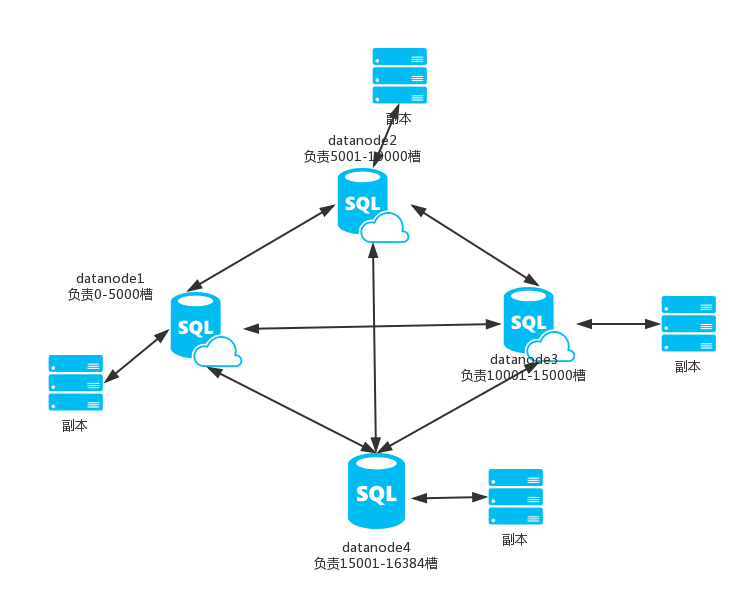 副本
datanode2
负责5001-10000槽
SQL
datanode1
负责0-5000槽
SQL
SQL
datanode3
负责10001-15000槽
副本
副本
SQL
副本
datanode4
负责15001-16384槽